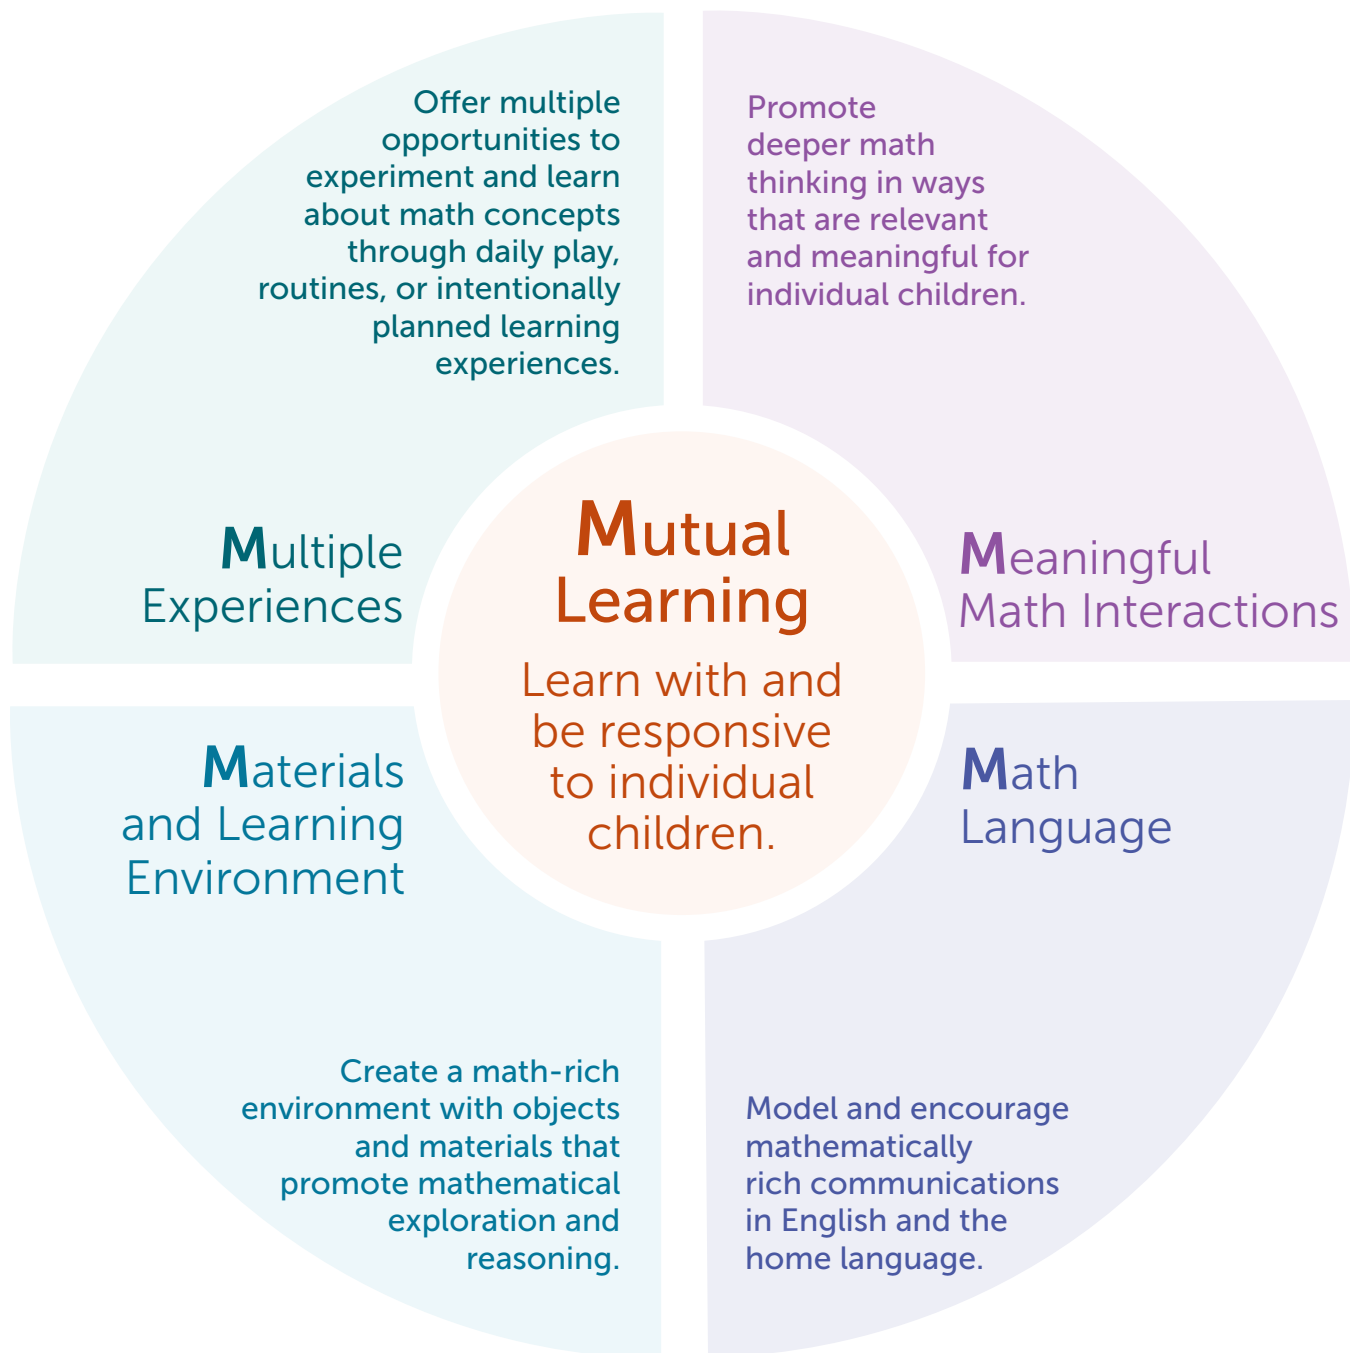 Offer multiple
opportunities to
experiment and learn
about math concepts
through daily play,
routines, or intentionally
planned learning
experiences.
Multiple
Experiences
Promote
deeper math
thinking in ways
that are relevant
and meaningful for
individual children.
Meaningful
Math Interactions
Mutual
Learning
Learn with and
be responsive
to individual
children.
Materials
and Learning
Environment
Create a math-rich
environment with objects
and materials that
promote mathematical
exploration and
reasoning.
Math
Language
Model and encourage
mathematically
rich communications
in English and the
home language.